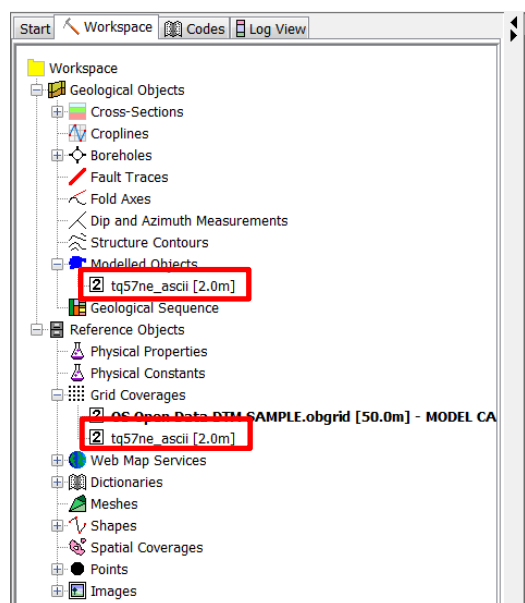 Start Workspace Codes Log View
Workspace
Geological Objects
Cross-Sections
Croplines
Boreholes
Fault Traces
Fold Axes
Dip and Azimuth Measurements
Structure Contours
Modelled Objects
2 tq57ne_ascii [2.0m]
Geological Sequence
Reference Objects
Physical Properties
Physical Constants
Grid Coverages
2 OS Open Data DTM SAMPLE.obgrid [50.0m] - MODEL CA
2 tq57ne_ascii [2.0m]
Web Map Services
Dictionaries
Meshes
Shapes
Spatial Coverages
Points
Images